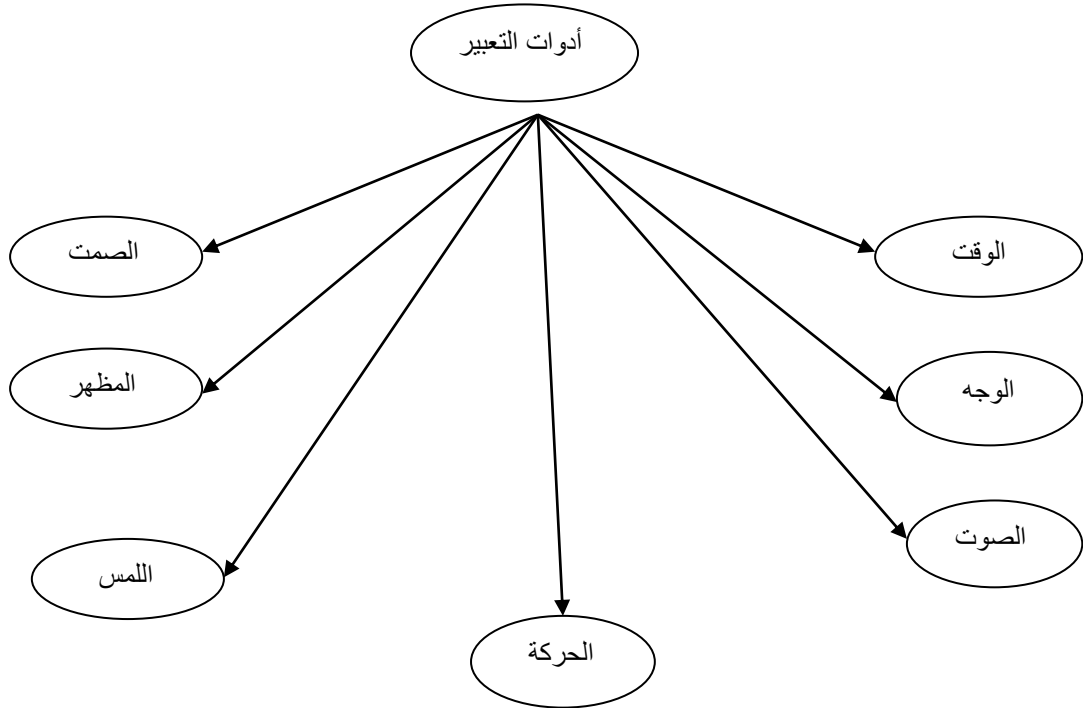 أدوات التعبير
الوقت
الصمت
الوجه
المظهر
الصوت
اللمس
الحركة